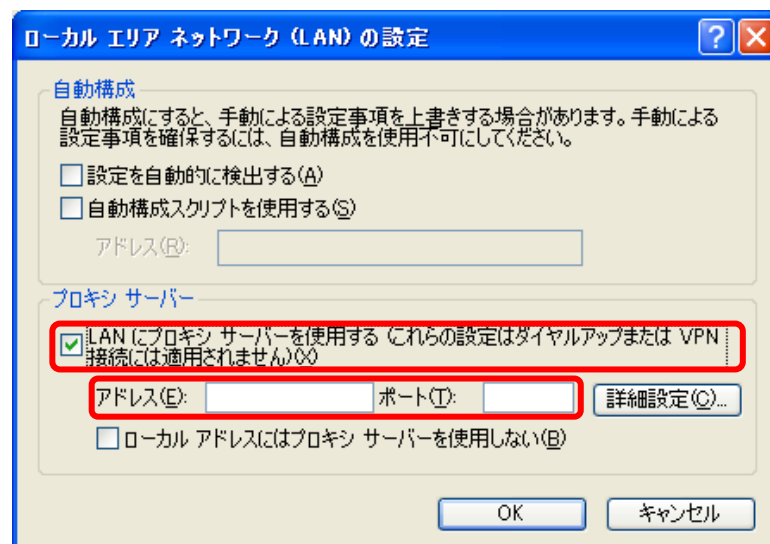 ローカル エリア ネットワーク (LAN) の設定
自動構成
自動構成にすると、手動による設定事項を上書きする場合があります。手動による
設定事項を確保するには、自動構成を使用不可にしてください。
設定を自動的に検出する(A)
自動構成スクリプトを使用する(S)
アドレス(R):
プロキシ サーバー
LAN にプロキシ サーバーを使用する (これらの設定はダイヤルアップまたは VPN
接続には適用されません)(X)
アドレス(E): ポート(T): 詳細設定(C)...
ローカル アドレスにはプロキシ サーバーを使用しない(B)
OK キャンセル